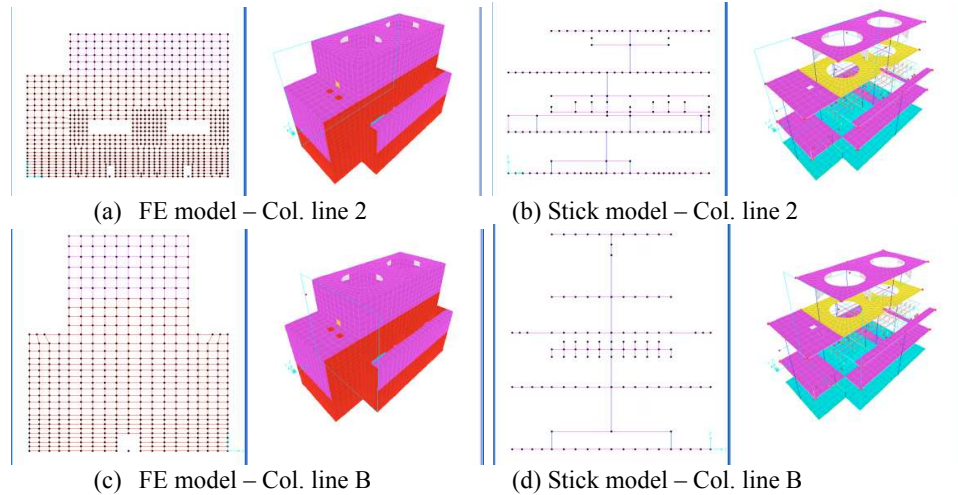 (a) FE model – Col. line 2
(b) Stick model – Col. line 2
(c) FE model – Col. line B
(d) Stick model – Col. line B